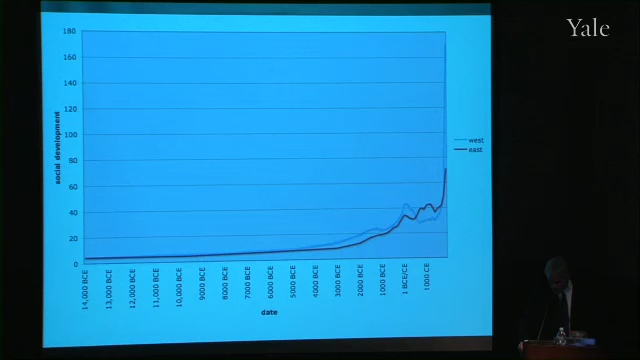 Yale
180
160
140
120
100
80
60
40
20
0
social development
west
east
14,000 BCE
13,000 BCE
12,000 BCE
11,000 BCE
10,000 BCE
9000 BCE
8000 BCE
7000 BCE
6000 BCE
5000 BCE
4000 BCE
3000 BCE
2000 BCE
1000 BCE
1 BCE/CE
1000 CE
date